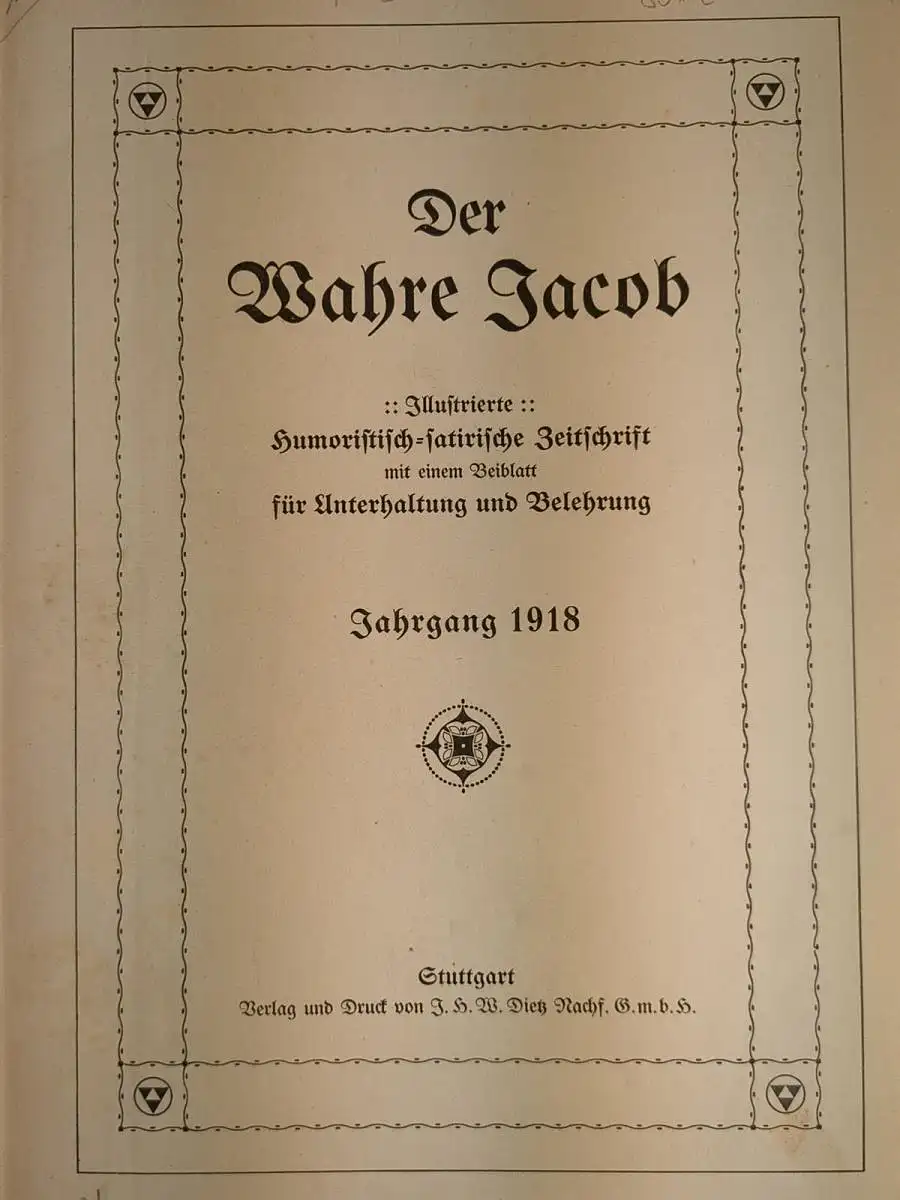 Der
Wahre Jacob
:: Illuſtrierte ::
Humoriſtiſch-ſatiriſche Zeitſchrift
mit einem Beiblatt
für Unterhaltung und Belehrung
Jahrgang 1918
Stuttgart
Verlag und Druck von J. H. W. Dietz Nachf. G. m. b. H.